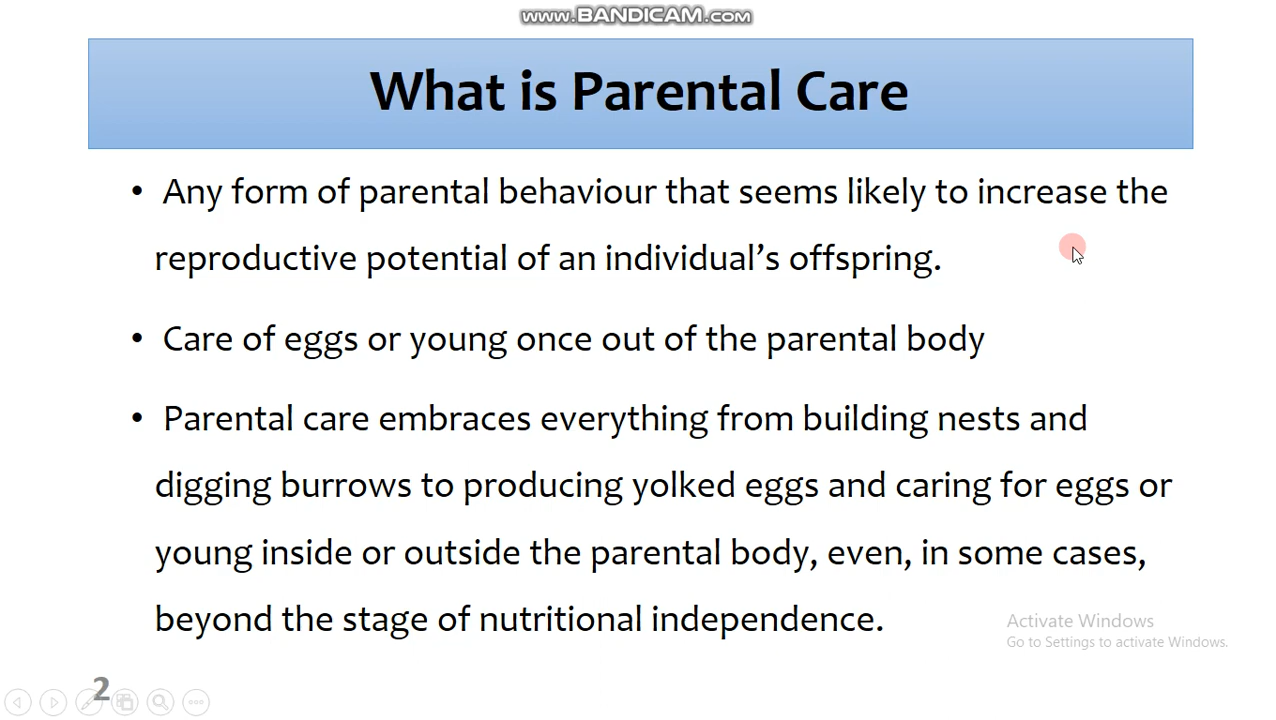 www.BANDICAM.com
What is Parental Care
• Any form of parental behaviour that seems likely to increase the
reproductive potential of an individual’s offspring.
• Care of eggs or young once out of the parental body
• Parental care embraces everything from building nests and
digging burrows to producing yolked eggs and caring for eggs or
young inside or outside the parental body, even, in some cases,
beyond the stage of nutritional independence.
Activate Windows
Go to Settings to activate Windows.
2